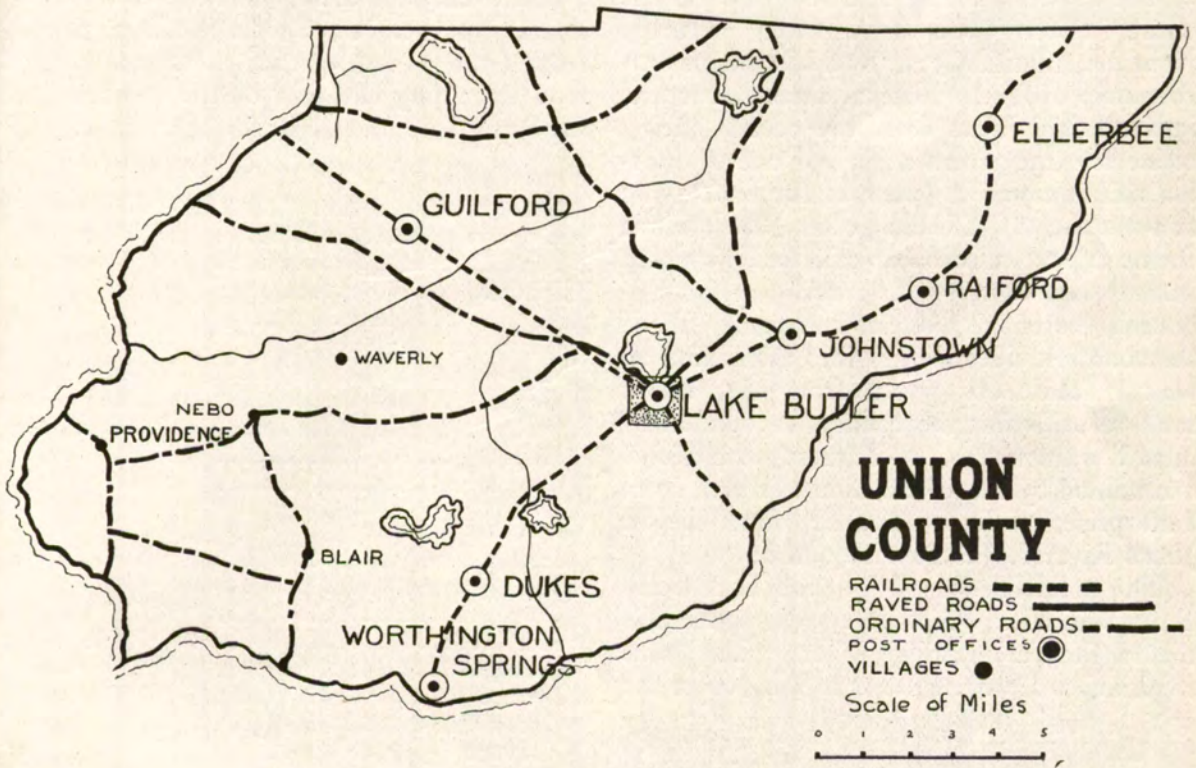 ELLERBEE
GUILFORD
RAIFORD
JOHNSTOWN
WAVERLY
LAKE BUTLER
NEBO
PROVIDENCE
BLAIR
DUKES
WORTHINGTON
SPRINGS
UNION
COUNTY
RAILROADS
RAVED ROADS
ORDINARY ROADS
POST OFFICES
VILLAGES
Scale of Miles
0 1 2 3 4 5